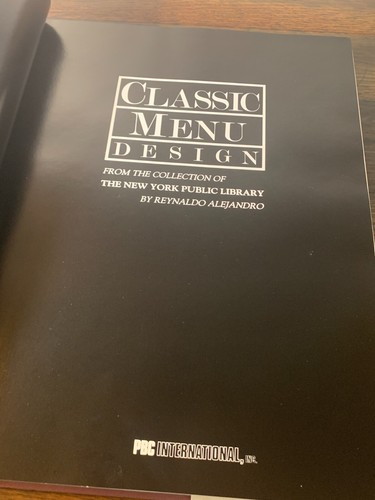 CLASSIC
MENU
DESIGN
FROM THE COLLECTION OF
THE NEW YORK PUBLIC LIBRARY
BY REYNALDO ALEJANDRO
PBC INTERNATIONAL, INC.